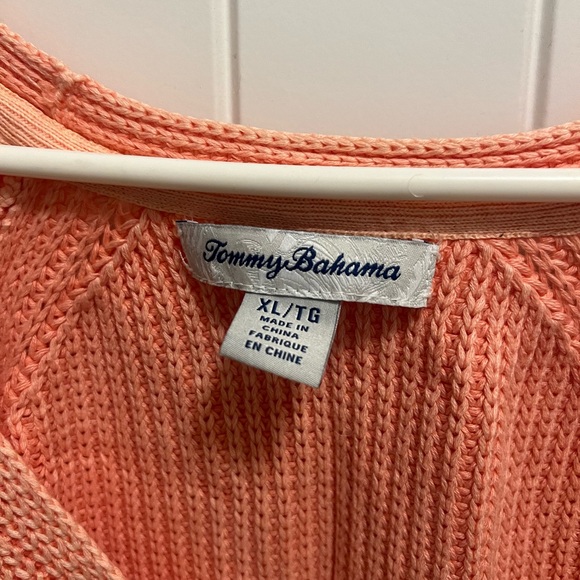 Tommy Bahama
XL/TG
MADE IN
CHINA
FABRIQUE
EN CHINE